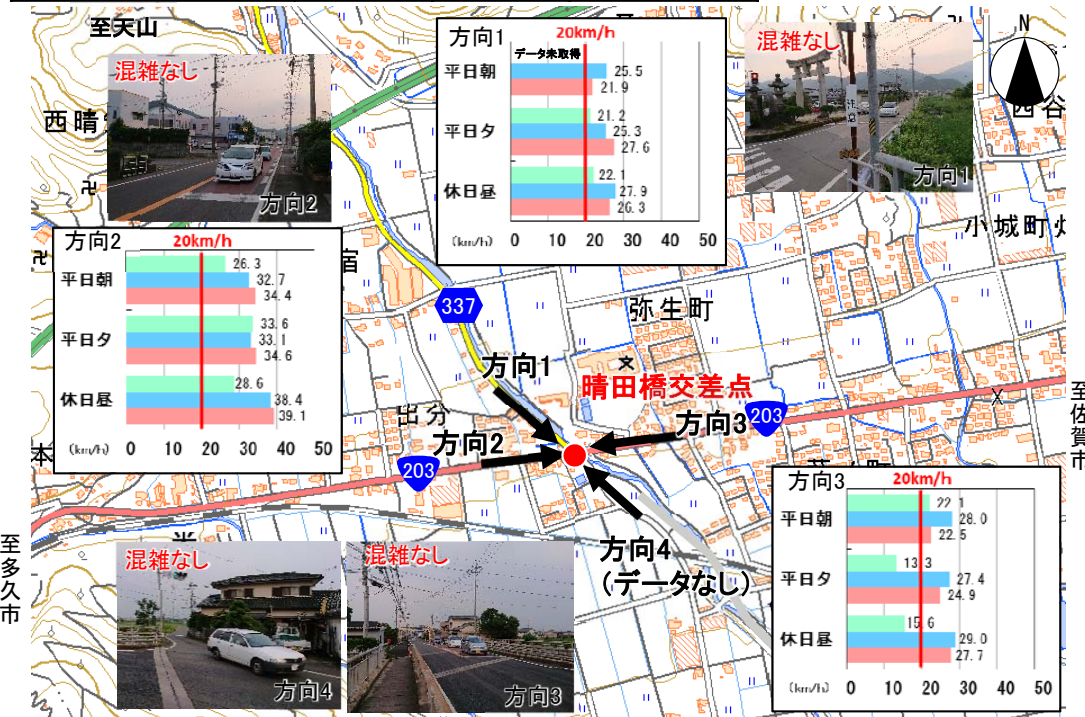 至天山
混雑なし
方向2
西晴
方向1
20km/h
データ未取得
平日朝
25.5
21.9
平日夕
21.2
25.3
27.6
休日昼
22.1
27.9
26.3
(km/h) 0 10 20 30 40 50
混雑なし
方向1
N
西谷
小城町
方向2
20km/h
平日朝
26.3
32.7
34.4
平日夕
33.6
33.1
34.6
休日昼
28.6
38.4
39.1
(km/h) 0 10 20 30 40 50
宿
337
弥生町
文
方向1
晴田橋交差点
方向3
203
出分
方向2
203
本
至佐賀市
方向4
(データなし)
至多久市
混雑なし
方向4
混雑なし
方向3
方向3
20km/h
平日朝
22.1
28.0
22.5
平日夕
13.3
27.4
24.9
休日昼
15.6
29.0
27.7
(km/h) 0 10 20 30 40 50